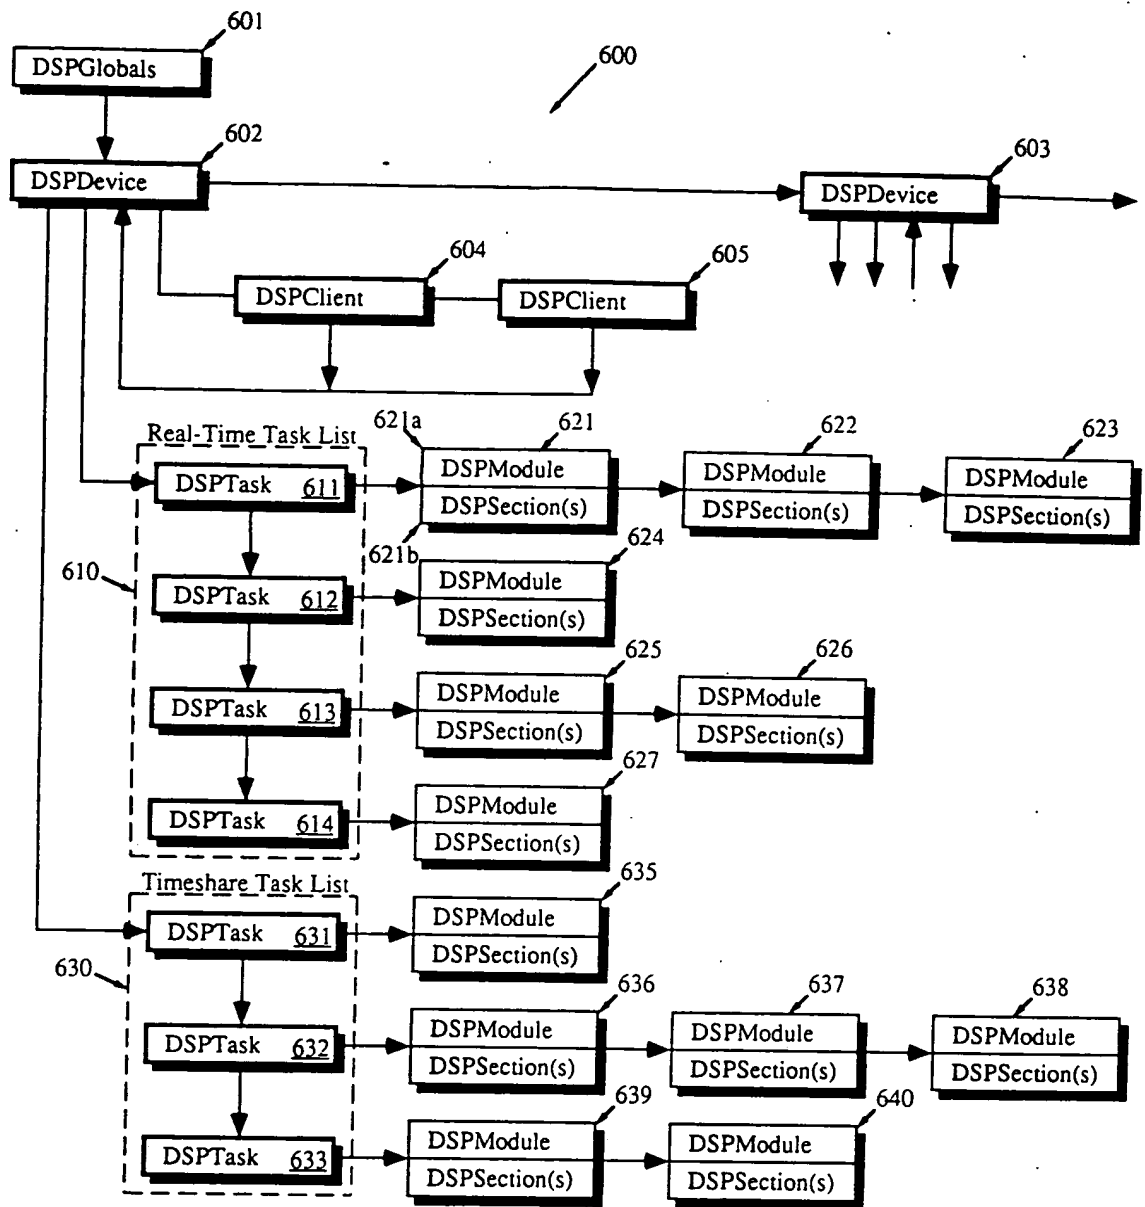 601
DSPGlobals
600
602
DSPDevice
603
DSPDevice
604
DSPClient
605
DSPClient
Real-Time Task List
610
DSPTask 611
621a
621
DSPModule
DSPSection(s)
621b
622
DSPModule
DSPSection(s)
623
DSPModule
DSPSection(s)
DSPTask 612
624
DSPModule
DSPSection(s)
DSPTask 613
625
DSPModule
DSPSection(s)
626
DSPModule
DSPSection(s)
DSPTask 614
627
DSPModule
DSPSection(s)
Timeshare Task List
630
DSPTask 631
635
DSPModule
DSPSection(s)
DSPTask 632
636
DSPModule
DSPSection(s)
637
DSPModule
DSPSection(s)
638
DSPModule
DSPSection(s)
DSPTask 633
639
DSPModule
DSPSection(s)
640
DSPModule
DSPSection(s)